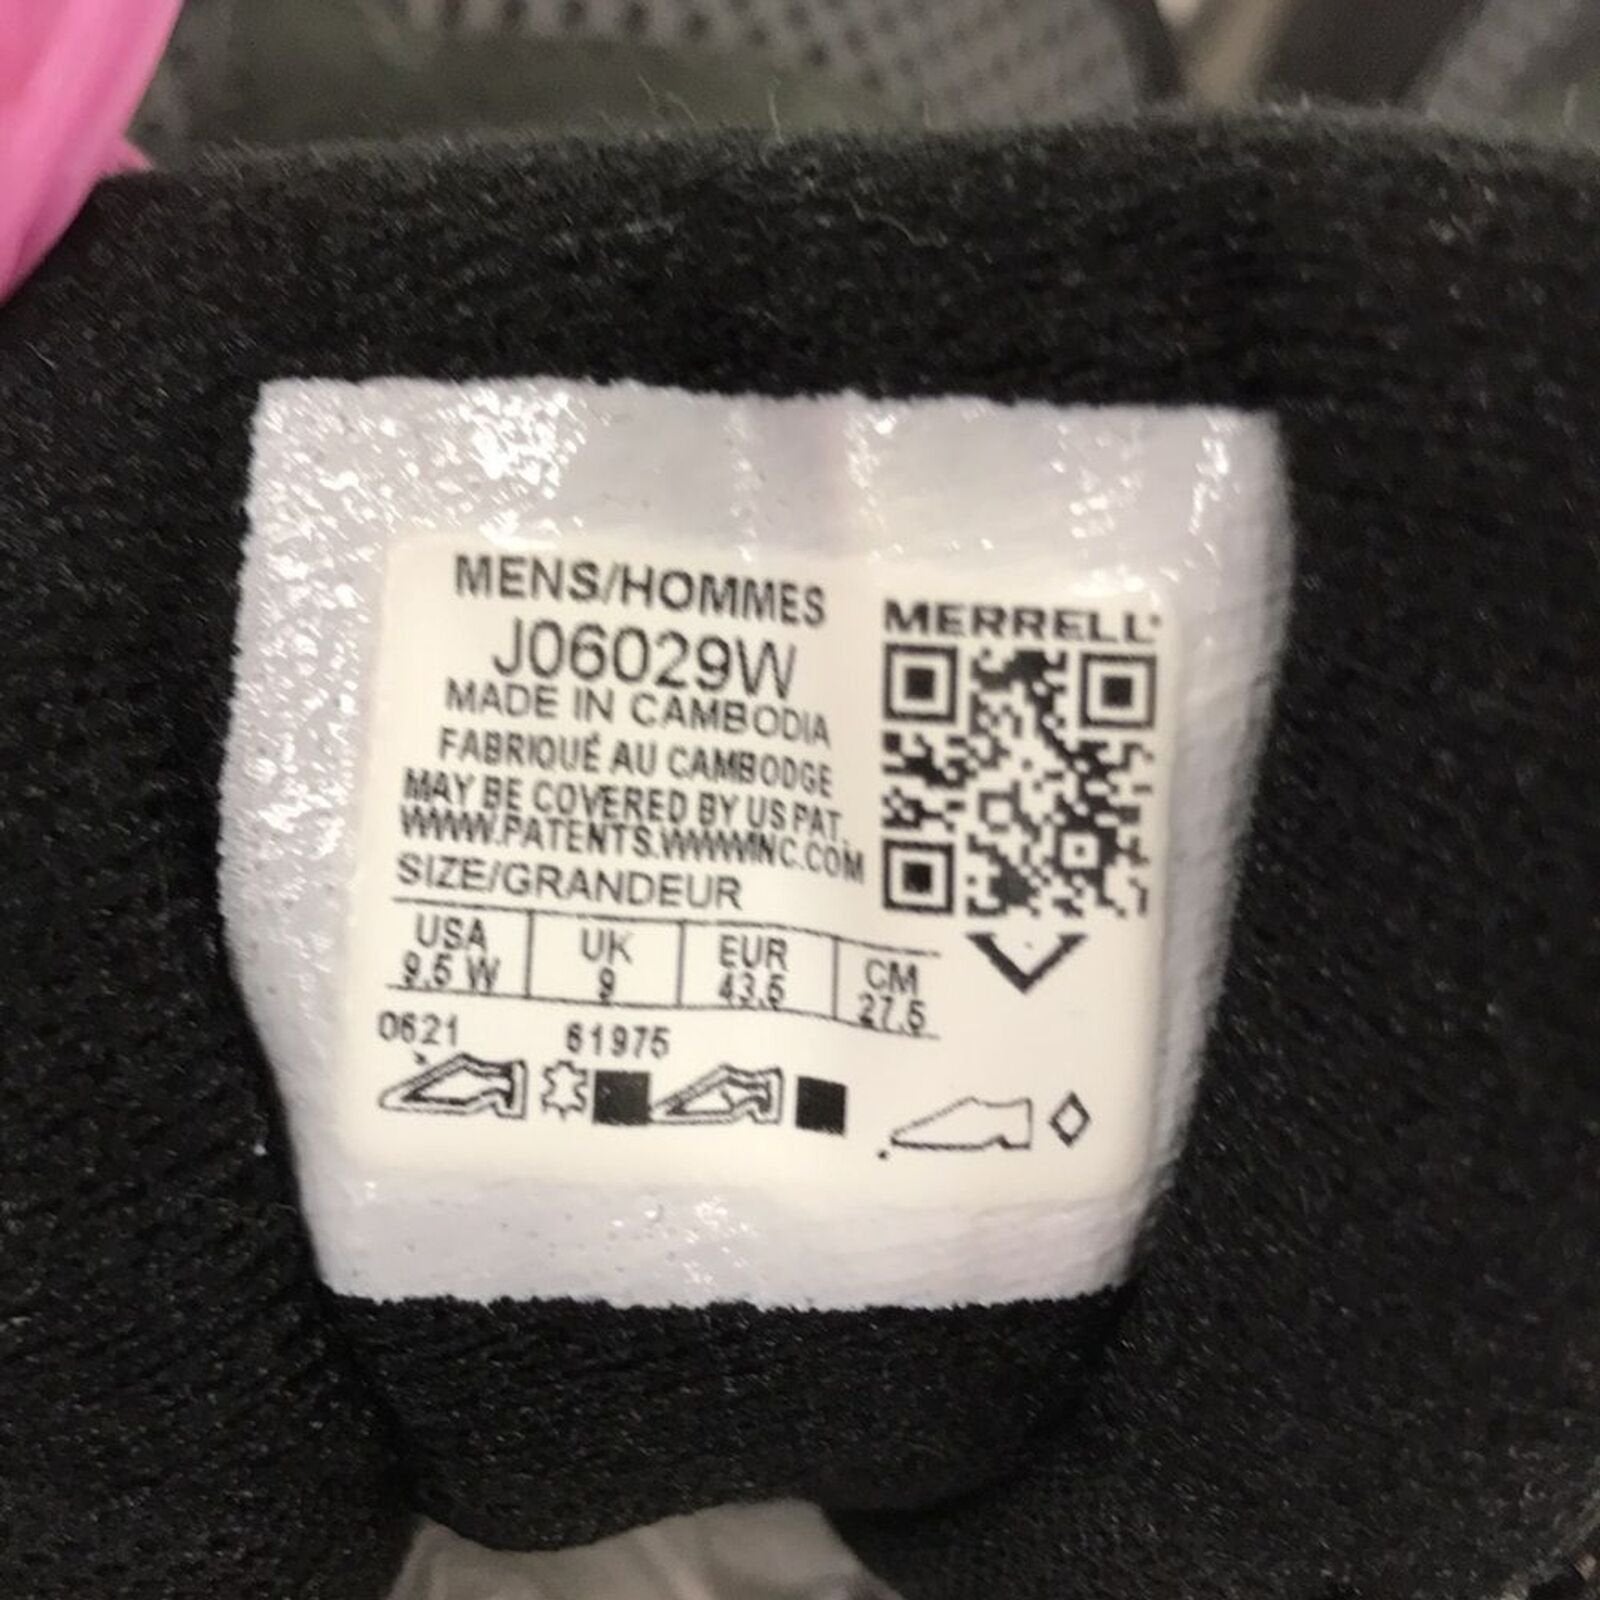 MENS/HOMMES
J06029W
MADE IN CAMBODIA
FABRIQUÉ AU CAMBODGE
MAY BE COVERED BY US PAT.
WWW.PATENTS.WWWINC.COM
SIZE/GRANDEUR
USA UK EUR CM
9.5 W 9 43.5 27.5
0621 61975
MERRELL